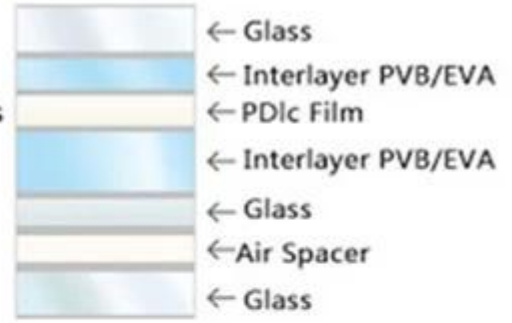 ← Glass
← Interlayer PVB/EVA
← PDlc Film
← Interlayer PVB/EVA
← Glass
← Air Spacer
← Glass